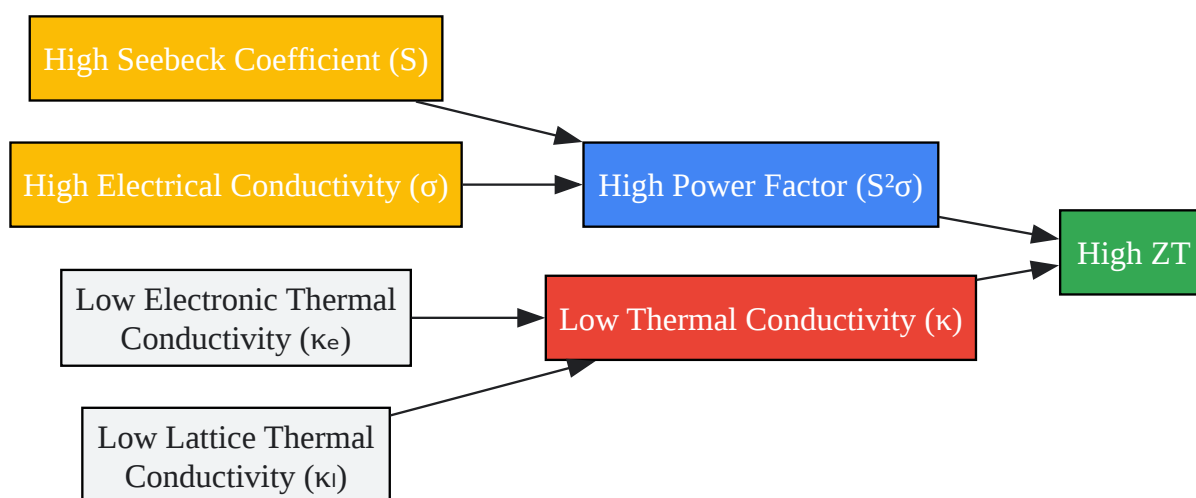 High Seebeck Coefficient (S)
High Electrical Conductivity (σ)
High Power Factor (S²σ)
High ZT
Low Electronic Thermal
Conductivity (κₑ)
Low Thermal Conductivity (κ)
Low Lattice Thermal
Conductivity (κₗ)